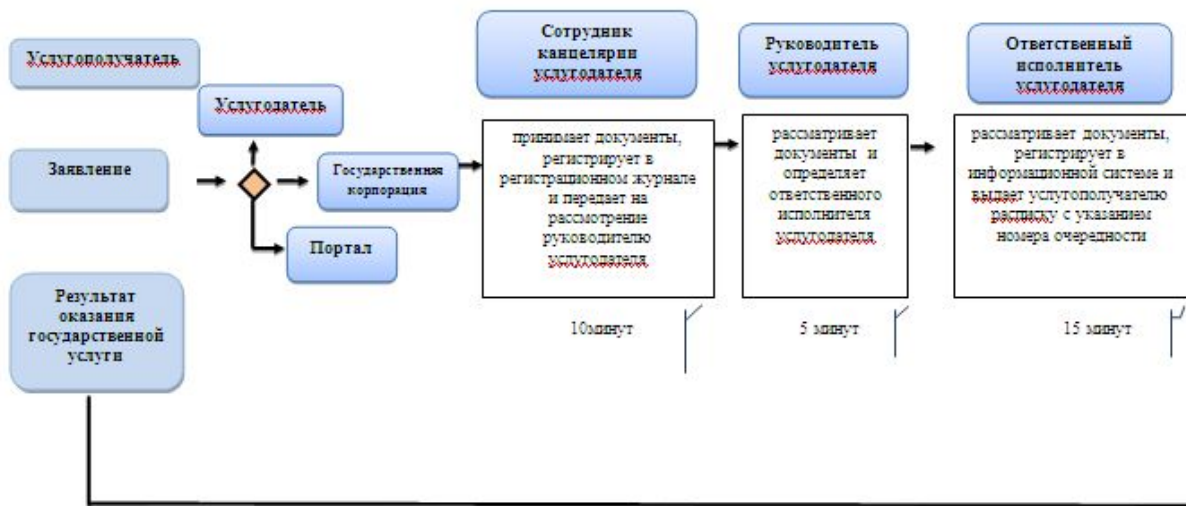 Услугополучатель
Услугодатель
Заявление
Государственная
корпорация
Портал
Результат
оказания
государственной
услуги
Сотрудник
канцелярии
услугодателя
принимает документы,
регистрирует в
регистрационном журнале
и передает на
рассмотрение
руководителю
услугодателя
10минут
Руководитель
услугодателя
рассматривает
документы и
определяет
ответственного
исполнителя
услугодателя
5 минут
Ответственный
исполнитель
услугодателя
рассматривает документы,
регистрирует в
информационной системе и
выдает услугополучателю
расписку с указанием
номера очередности
15 минут